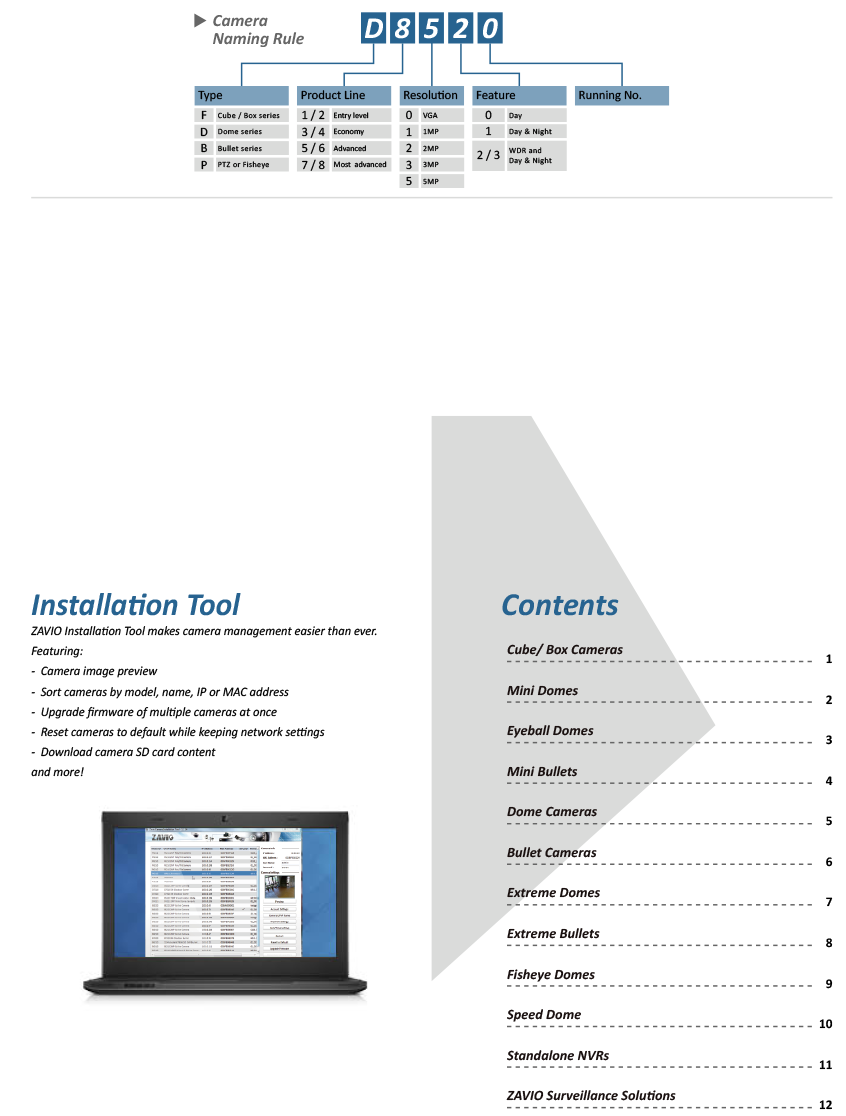 Camera
Naming Rule
D8520
Type
F Cube / Box series
D Dome series
B Bullet series
P PTZ or Fisheye
Product Line
1 / 2 Entry level
3 / 4 Economy
5 / 6 Advanced
7 / 8 Most advanced
Resolution
0 VGA
1 1MP
2 2MP
3 3MP
5 5MP
Feature
0 Day
1 Day & Night
2 / 3 WDR and
Day & Night
Running No.
Installation Tool
ZAVIO Installation Tool makes camera management easier than ever.
Featuring:
- Camera image preview
- Sort cameras by model, name, IP or MAC address
- Upgrade firmware of multiple cameras at once
- Reset cameras to default while keeping network settings
- Download camera SD card content
and more!
ZAVIO
Contents
Cube/ Box Cameras 1
Mini Domes 2
Eyeball Domes 3
Mini Bullets 4
Dome Cameras 5
Bullet Cameras 6
Extreme Domes 7
Extreme Bullets 8
Fisheye Domes 9
Speed Dome 10
Standalone NVRs 11
ZAVIO Surveillance Solutions 12